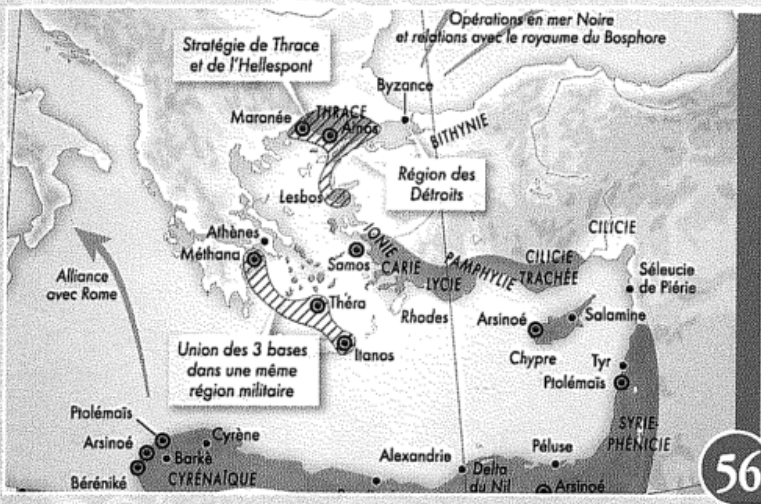 Opérations en mer Noire
et relations avec le royaume du Bosphore
Stratégie de Thrace
et de l'Hellespont
Byzance
Maranée
THRACE
Ainos
BITHYNIE
Région des
Détroits
Lesbos
Athènes
Méthana
Samos
IONIE
CARIE
LYCIE
PAMPHYLIE
CILICIE
TRACHÉE
CILICIE
Séleucie
de Piérie
Alliance
avec Rome
Théra
Rhodes
Arsinoé
Salamine
Chypre
Itanos
Union des 3 bases
dans une même
région militaire
Tyr
Ptolémaïs
SYRIE-
PHÉNICIE
Ptolémaïs
Arsinoé
Cyrène
Barkè
Béréniké
CYRÉNAÏQUE
Alexandrie
Delta
du Nil
Péluse
Arsinoé
56